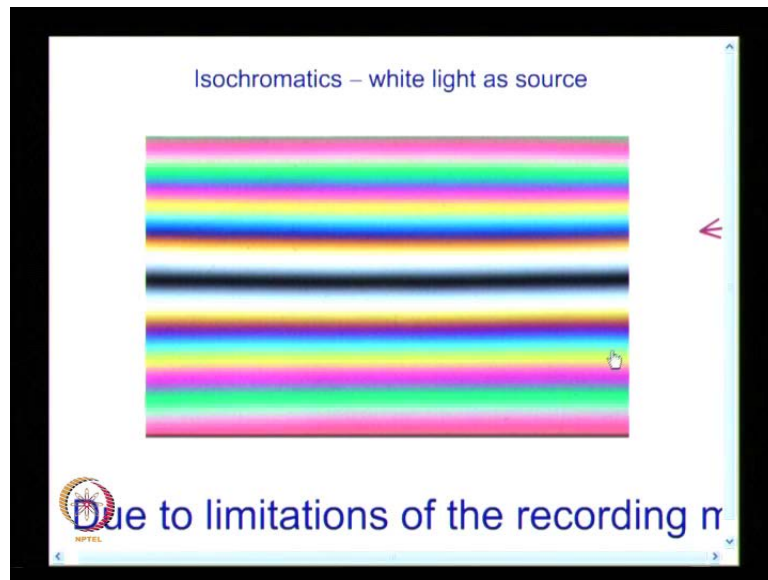 Isochromatics – white light as source
Due to limitations of the recording m
NPTEL